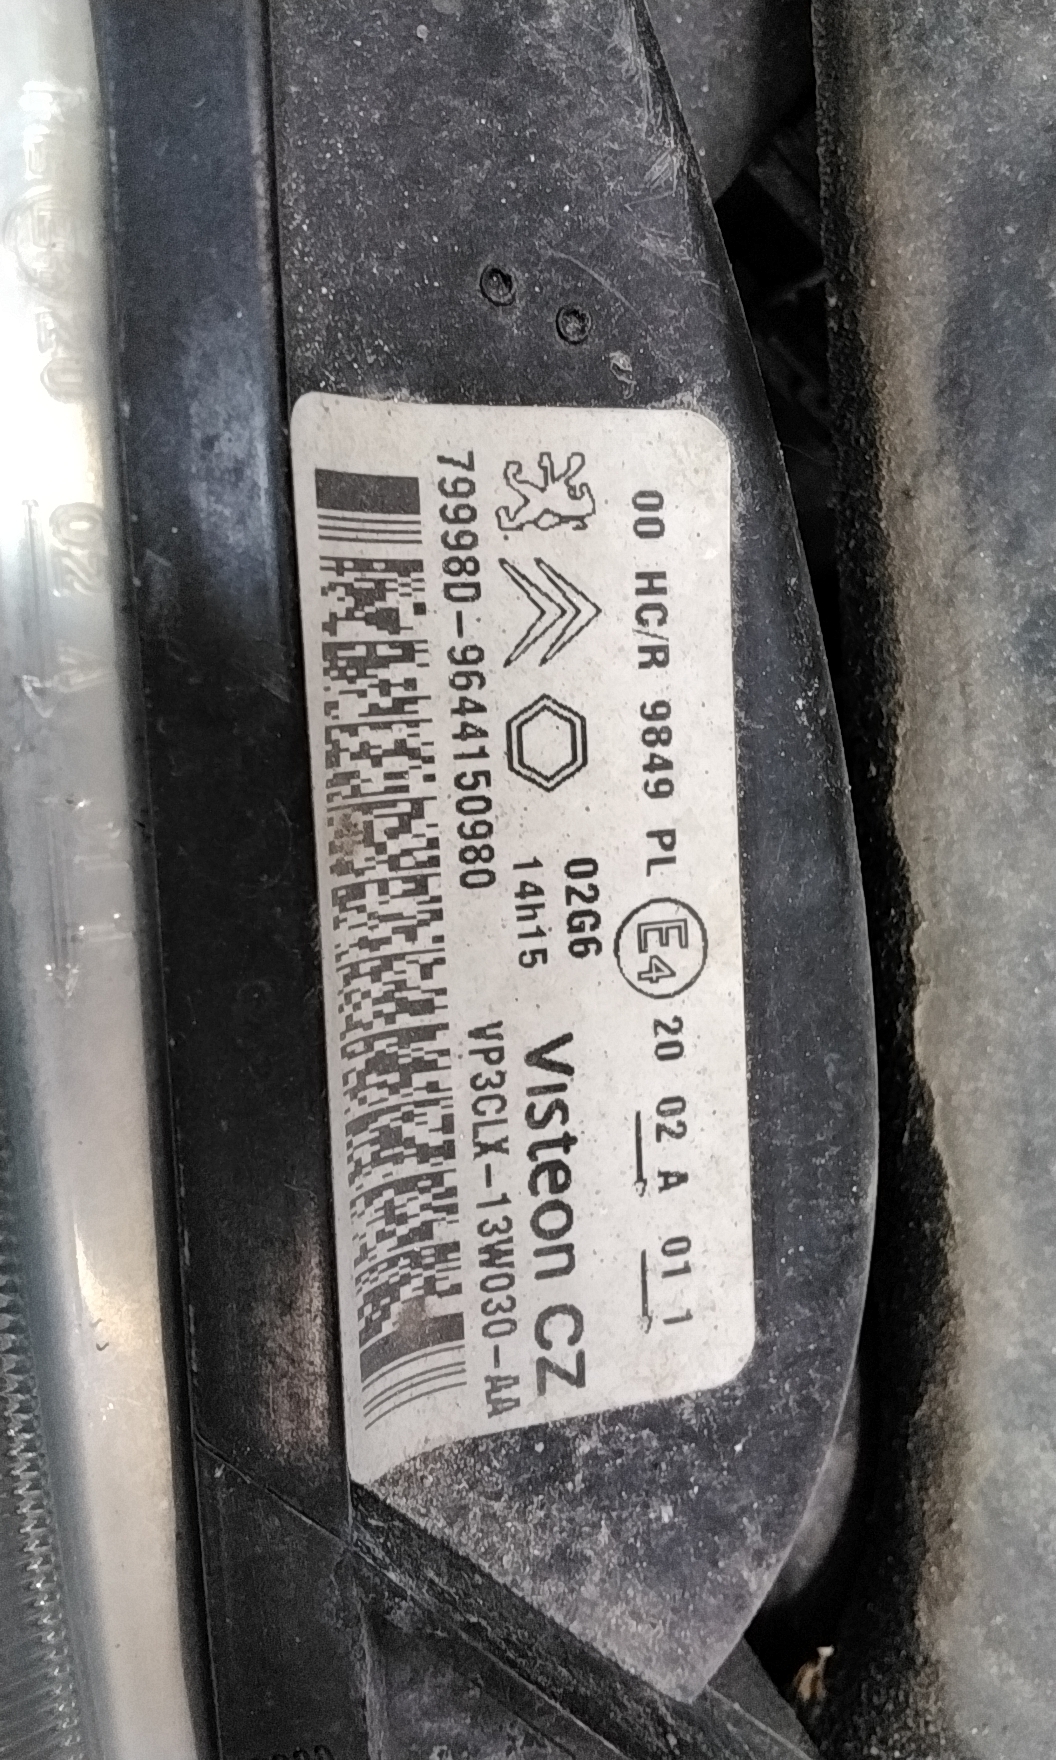 00 HC/R 9849 PL E4 20 02 A 01 1
02G6
14h15
Visteon CZ
79998D-9644150980
VP3CLX-13W030-AA